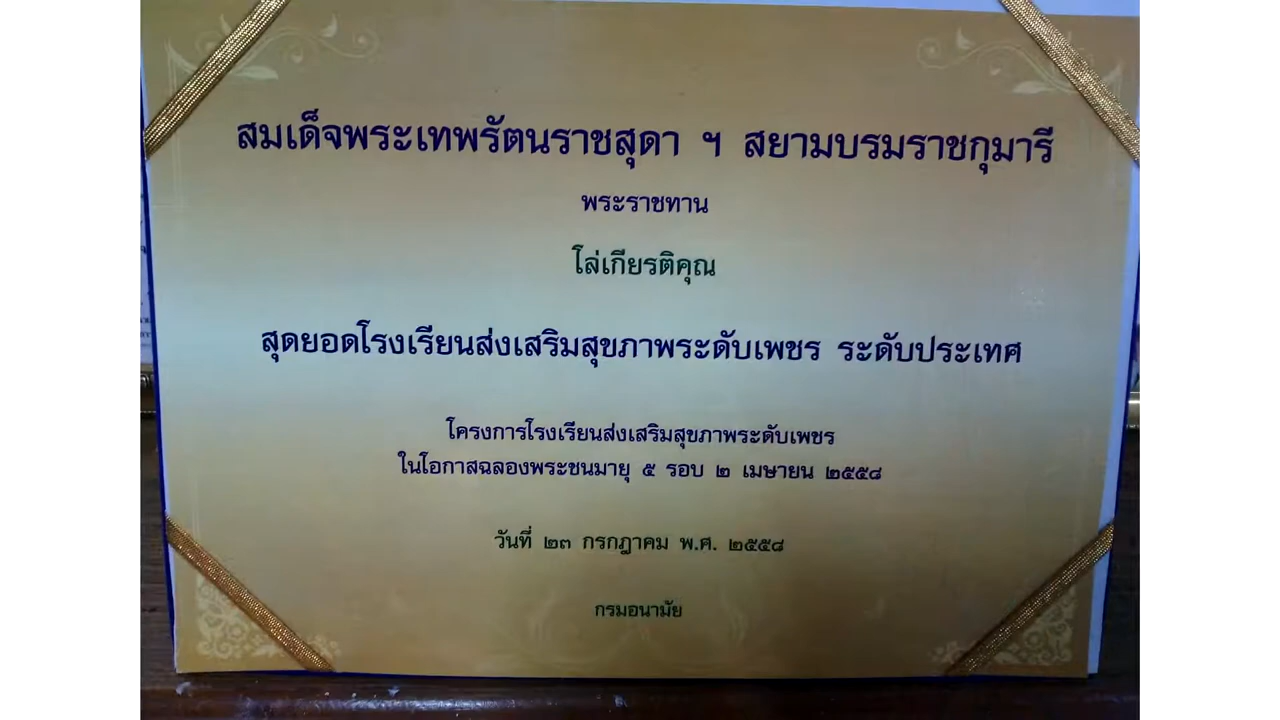 สมเด็จพระเทพรัตนราชสุดา ฯ สยามบรมราชกุมารี
พระราชทาน
โล่เกียรติคุณ
สุดยอดโรงเรียนส่งเสริมสุขภาพระดับเพชร ระดับประเทศ
โครงการโรงเรียนส่งเสริมสุขภาพระดับเพชร
ในโอกาสฉลองพระชนมายุ ๕ รอบ ๒ เมษายน ๒๕๕๘
วันที่ ๒๓ กรกฎาคม พ.ศ. ๒๕๕๘
กรมอนามัย